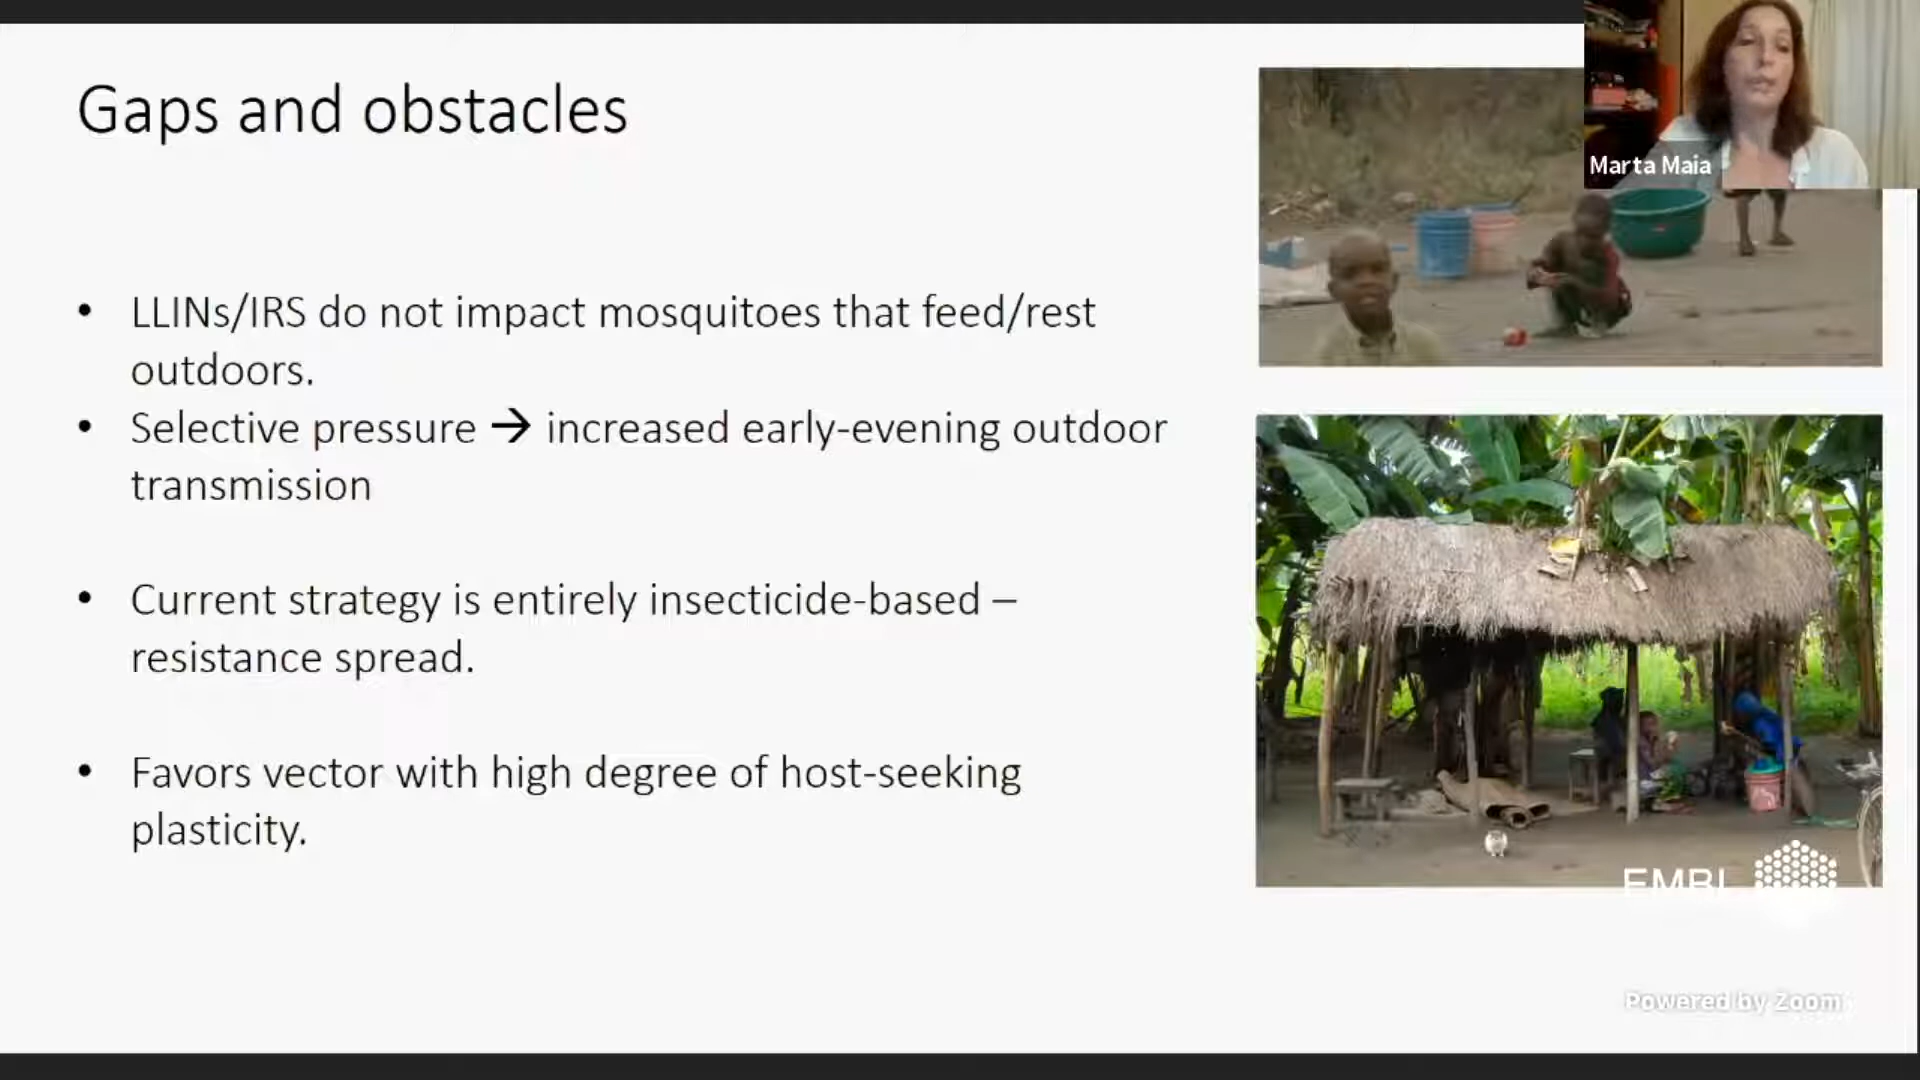 Gaps and obstacles
Marta Maia
• LLINs/IRS do not impact mosquitoes that feed/rest
outdoors.
• Selective pressure → increased early-evening outdoor
transmission
• Current strategy is entirely insecticide-based –
resistance spread.
• Favors vector with high degree of host-seeking
plasticity.
EMBL
Powered by Zoom